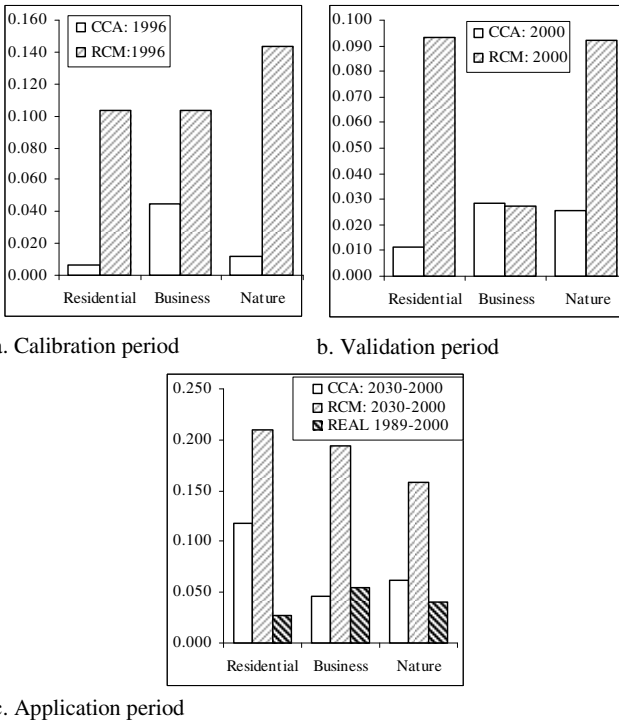 0.160
0.140
0.120
0.100
0.080
0.060
0.040
0.020
0.000
CCA: 1996
RCM:1996
Residential Business Nature
0.100
0.090
0.080
0.070
0.060
0.050
0.040
0.030
0.020
0.010
0.000
CCA: 2000
RCM: 2000
Residential Business Nature
a. Calibration period
b. Validation period
0.250
0.200
0.150
0.100
0.050
0.000
CCA: 2030-2000
RCM: 2030-2000
REAL 1989-2000
Residential Business Nature
c. Application period